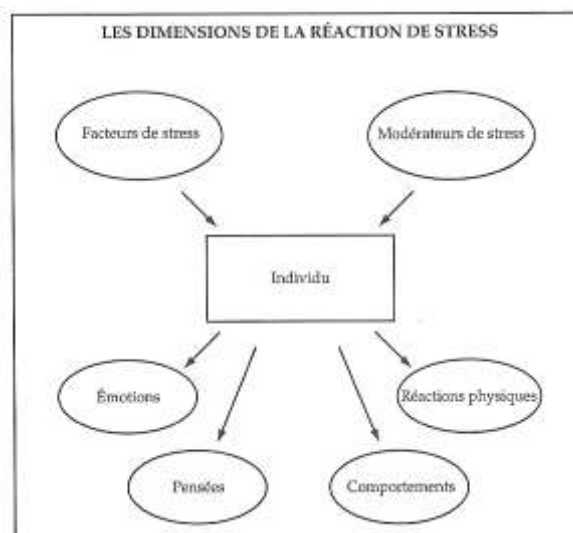 LES DIMENSIONS DE LA RÉACTION DE STRESS
Facteurs de stress
Modérateurs de stress
Individu
Émotions
Réactions physiques
Pensées
Comportements